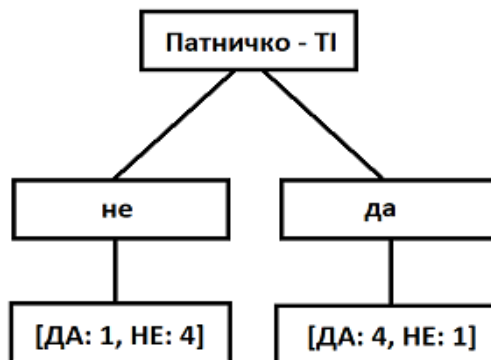 Патничко - TI
не
да
[ДА: 1, НЕ: 4]
[ДА: 4, НЕ: 1]